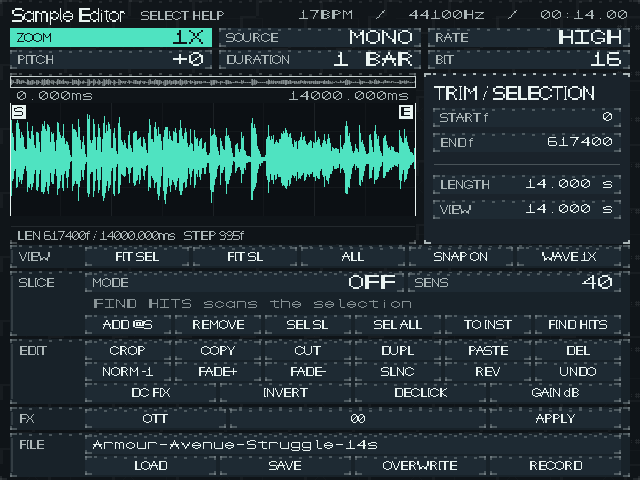 Sample Editor SELECT HELP 17BPM / 44100Hz / 00:14.00
ZOOM 1X SOURCE MONO RATE HIGH
PITCH +0 DURATION 1 BAR BIT 16
0.000ms 14000.000ms
S E
TRIM / SELECTION
START f 0
END f 617400
LENGTH 14.000 s
VIEW 14.000 s
LEN 617400f / 14000.000ms STEP 995f
VIEW FIT SEL FIT SL ALL SNAP ON WAVE 1X
SLICE MODE OFF SENS 40
FIND HITS scans the selection
ADD @S REMOVE SEL SL SEL ALL TO INST FIND HITS
EDIT CROP COPY CUT DUPL PASTE DEL
NORM -1 FADE+ FADE- SLNC REV UNDO
DC FIX INVERT DECLICK GAIN dB
FX OTT 00 APPLY
FILE Armour-Avenue-Struggle-14s
LOAD SAVE OVERWRITE RECORD